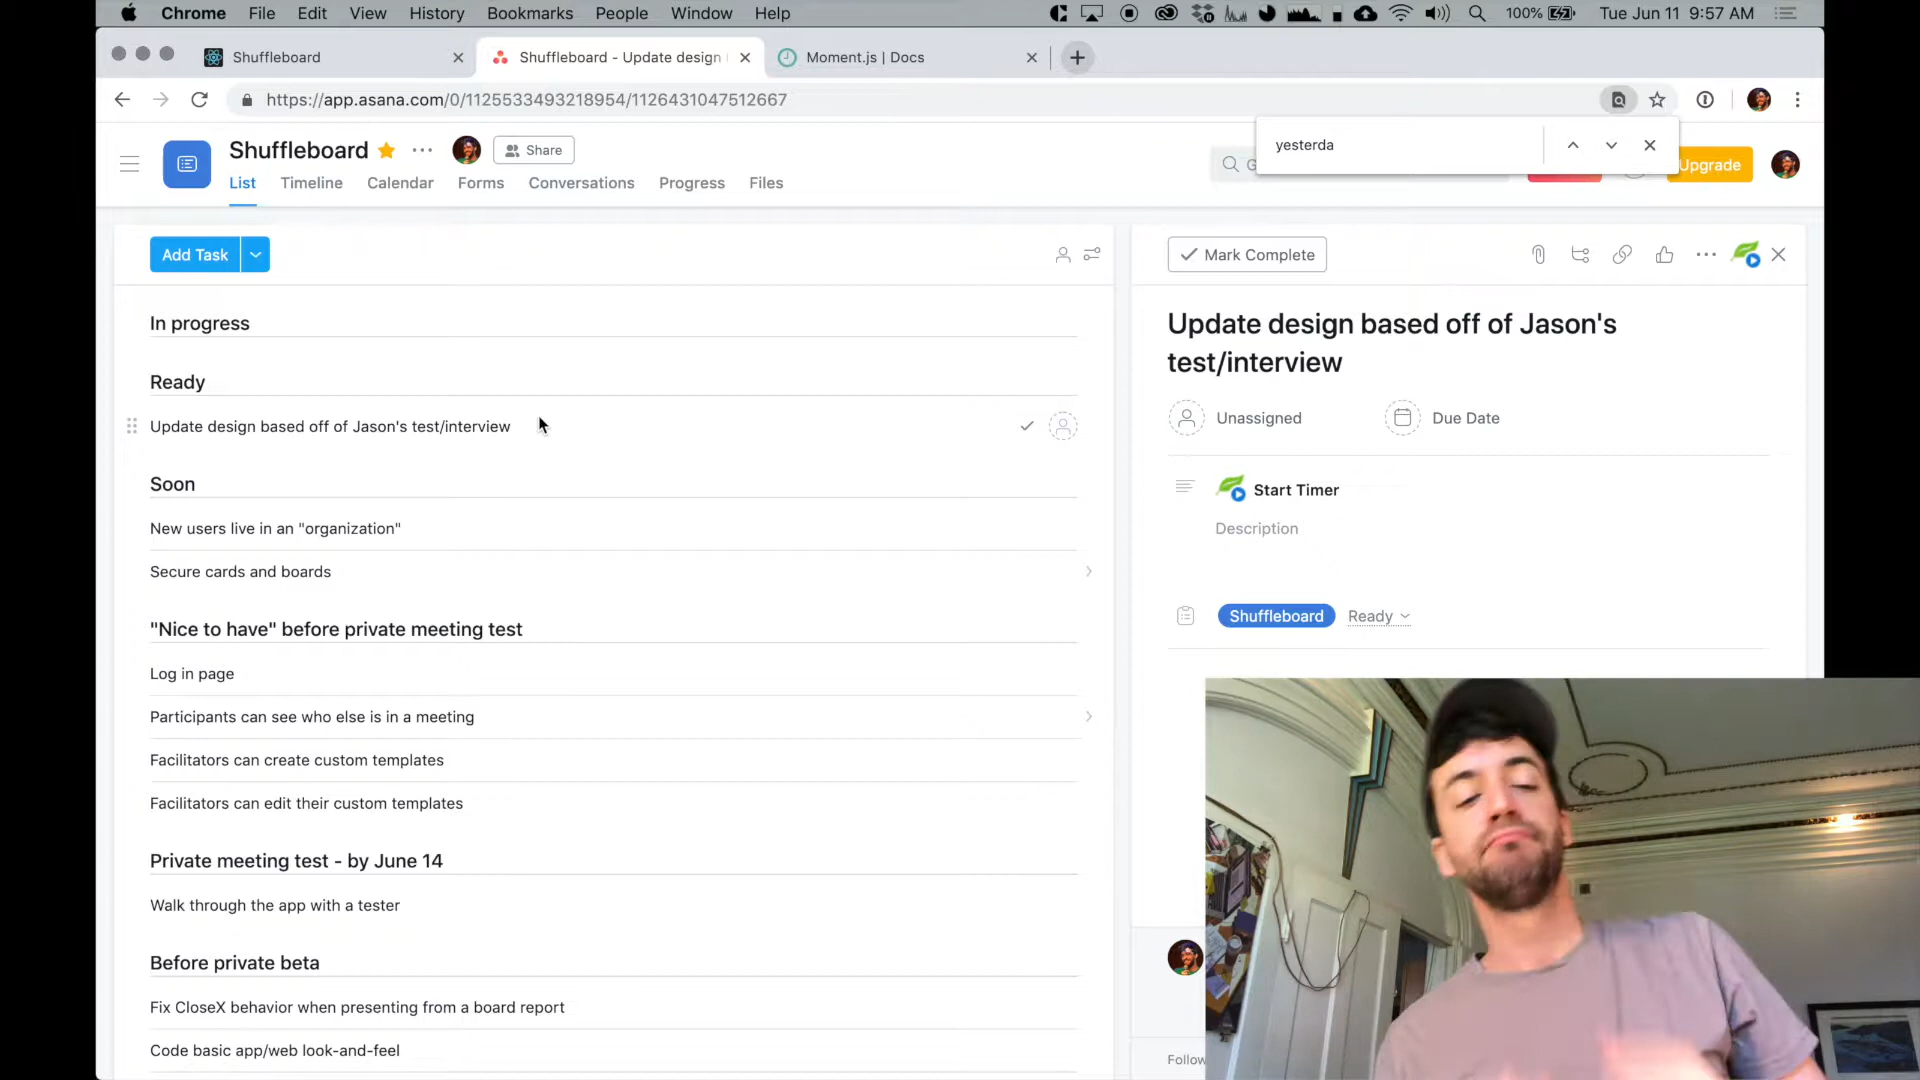 Chrome File Edit View History Bookmarks People Window Help 100% Tue Jun 11 9:57 AM
Shuffleboard
Shuffleboard - Update design
Moment.js | Docs
https://app.asana.com/0/1125533493218954/1126431047512667
yesterda
Shuffleboard
Share
Upgrade
List Timeline Calendar Forms Conversations Progress Files
Add Task
Mark Complete
In progress
Ready
Update design based off of Jason's test/interview
Soon
New users live in an "organization"
Secure cards and boards
"Nice to have" before private meeting test
Log in page
Participants can see who else is in a meeting
Facilitators can create custom templates
Facilitators can edit their custom templates
Private meeting test - by June 14
Walk through the app with a tester
Before private beta
Fix CloseX behavior when presenting from a board report
Code basic app/web look-and-feel
Update design based off of Jason's
test/interview
Unassigned
Due Date
Start Timer
Description
Shuffleboard
Ready
Follow